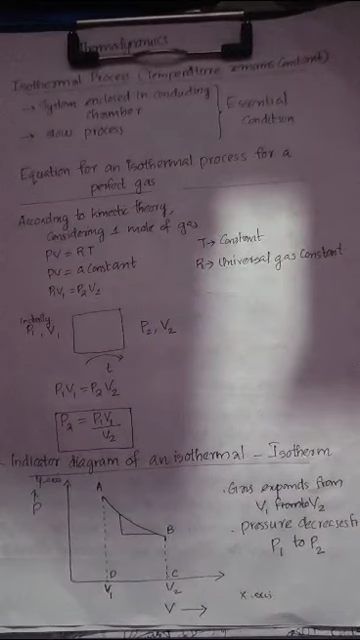 Thermodynamics
Isothermal Process (Temperature remains Constant)
→ System enclosed in conducting
chamber
→ slow process
Essential
Condition
Equation for an isothermal process for a
perfect gas
According to kinetic theory,
Considering 1 mole of gas
PV = RT
PV = a constant
P₁V₁ = P₂V₂
T → Constant
R → Universal gas constant
Initially
P₁, V₁
P₂, V₂
t
P₁V₁ = P₂V₂
P₂ = P₁V₁
V₂
Indicator diagram of an isothermal - Isotherm
y-axis
P
A
B
D
C
V₁
V₂
V →
x-axis
. Gas expands from
V₁ from to V₂
. pressure decreases fr
P₁ to P₂